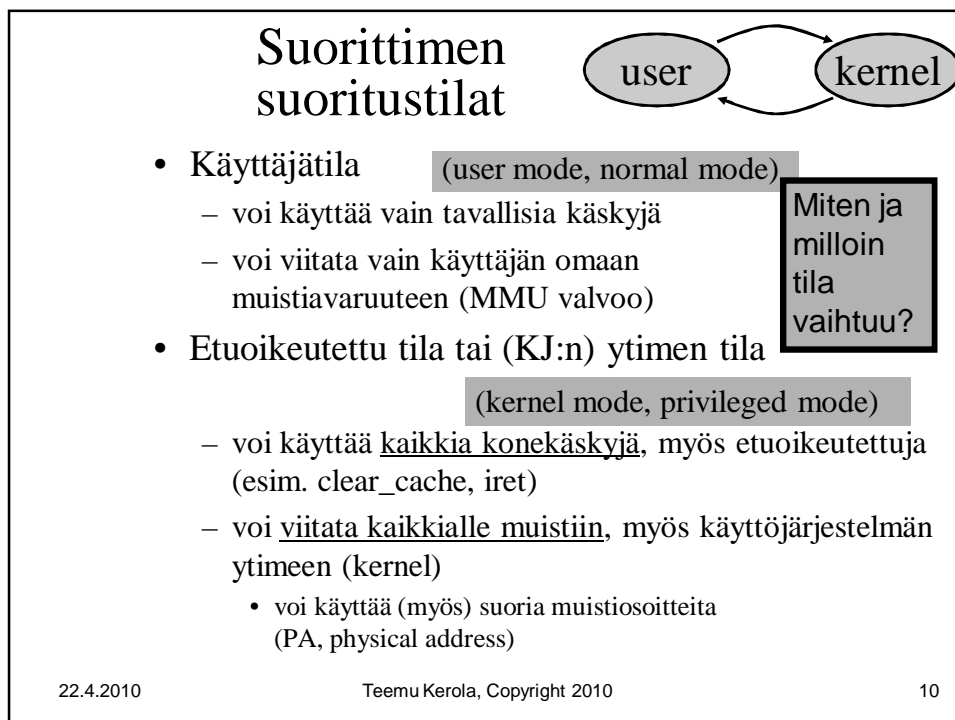 Suorittimen
suoritustilat
user
kernel
• Käyttäjätila
(user mode, normal mode)
– voi käyttää vain tavallisia käskyjä
– voi viitata vain käyttäjän omaan
muistiavaruuteen (MMU valvoo)
Miten ja
milloin
tila
vaihtuu?
• Etuoikeutettu tila tai (KJ:n) ytimen tila
(kernel mode, privileged mode)
– voi käyttää kaikkia konekäskyjä, myös etuoikeutettuja
(esim. clear_cache, iret)
– voi viitata kaikkialle muistiin, myös käyttöjärjestelmän
ytimeen (kernel)
• voi käyttää (myös) suoria muistiosoitteita
(PA, physical address)
22.4.2010
Teemu Kerola, Copyright 2010
10